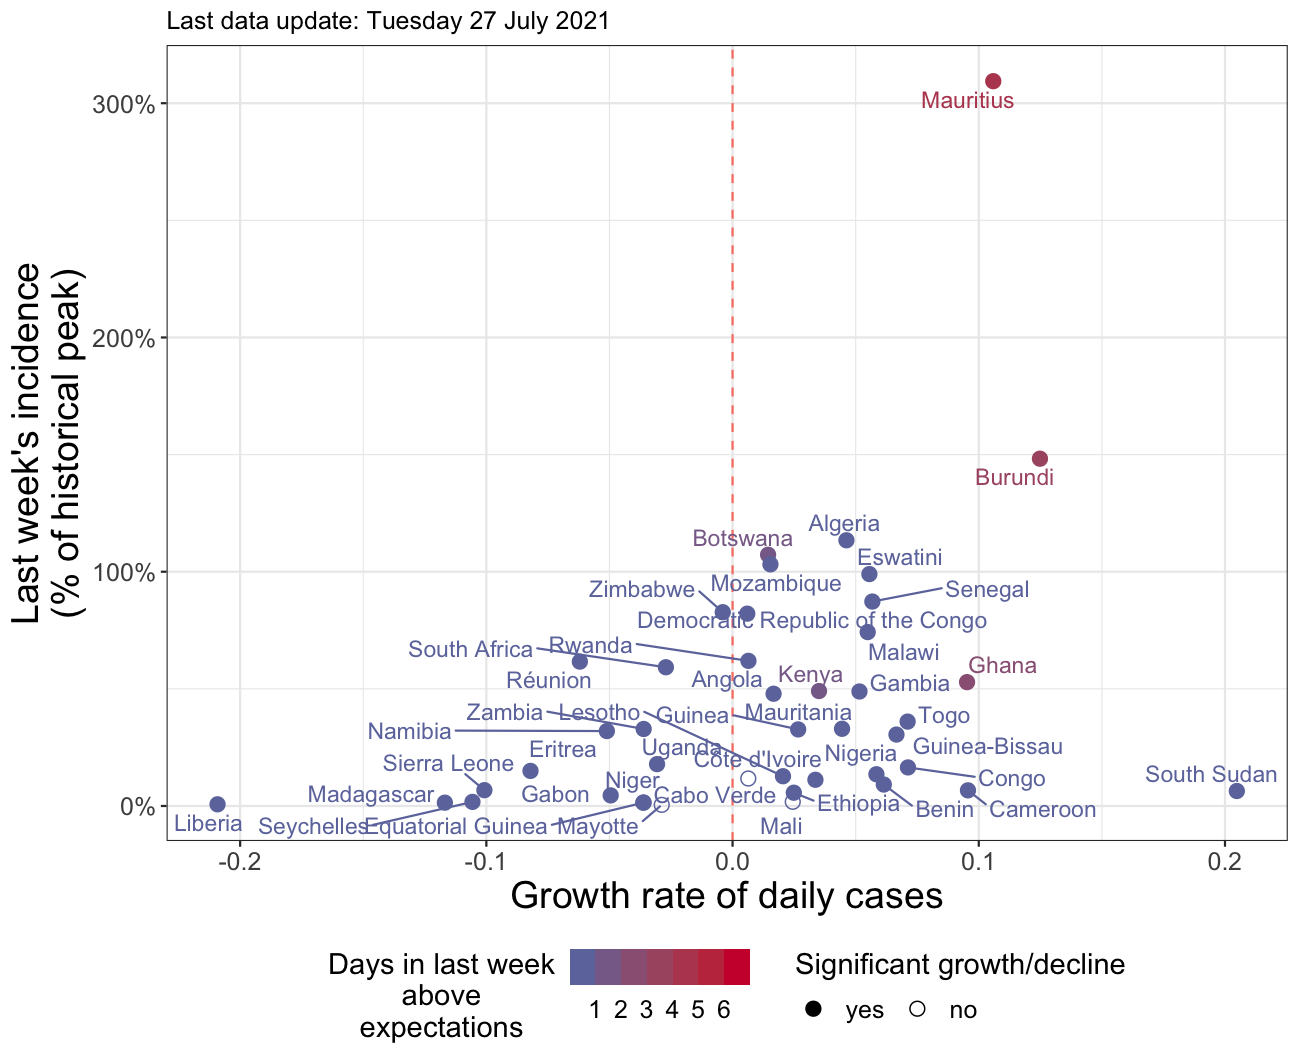 Last data update: Tuesday 27 July 2021
Last week's incidence
(% of historical peak)
300%
200%
100%
0%
Mauritius
Burundi
Algeria
Botswana
Eswatini
Mozambique
Zimbabwe
Senegal
Democratic Republic of the Congo
South Africa
Rwanda
Malawi
Ghana
Réunion
Angola
Kenya
Gambia
Zambia
Lesotho
Guinea
Mauritania
Togo
Namibia
Eritrea
Uganda
Côte d'Ivoire
Nigeria
Guinea-Bissau
Sierra Leone
Niger
Congo
South Sudan
Madagascar
Gabon
Cabo Verde
Ethiopia
Benin
Cameroon
Liberia
Seychelles
Equatorial Guinea
Mayotte
Mali
-0.2
-0.1
0.0
0.1
0.2
Growth rate of daily cases
Days in last week
above
expectations
1 2 3 4 5 6
Significant growth/decline
yes
no